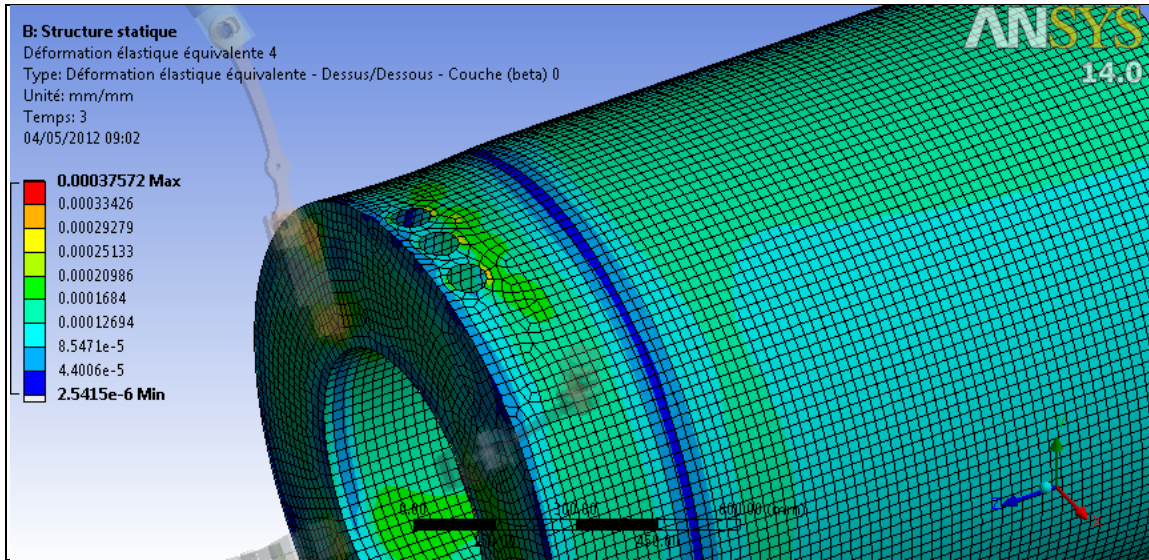 B: Structure statique
Déformation élastique équivalente 4
Type: Déformation élastique équivalente - Dessus/Dessous - Couche (beta) 0
Unité: mm/mm
Temps: 3
04/05/2012 09:02
ANSYS
14.0
0.00037572 Max
0.00033426
0.00029279
0.00025133
0.00020986
0.0001684
0.00012694
8.5471e-5
4.4006e-5
2.5415e-6 Min
0.00 300.00 600.00 (mm)
450.00
Y
Z
X